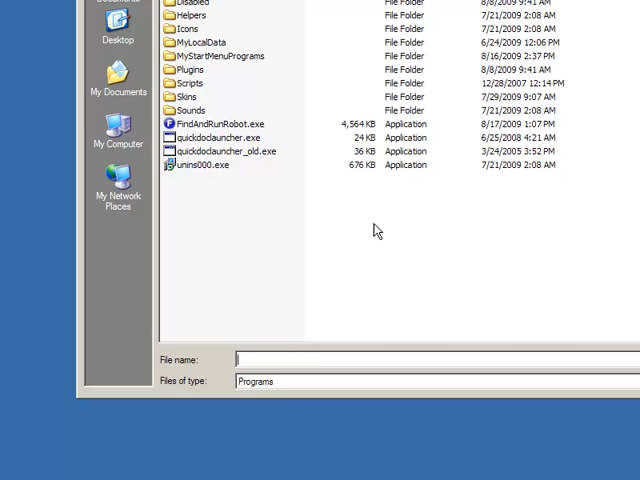 Documents
Disabled File Folder 8/8/2009 9:41 AM
Helpers File Folder 7/21/2009 2:08 AM
Icons File Folder 7/21/2009 2:08 AM
Desktop
MyLocalData File Folder 6/24/2009 12:06 PM
MyStartMenuPrograms File Folder 8/16/2009 2:37 PM
Plugins File Folder 8/8/2009 9:41 AM
My Documents
Scripts File Folder 12/28/2007 12:14 PM
Skins File Folder 7/29/2009 9:07 AM
Sounds File Folder 7/21/2009 2:08 AM
FindAndRunRobot.exe 4,564 KB Application 8/17/2009 1:07 PM
My Computer
quickdoclauncher.exe 24 KB Application 6/25/2008 4:21 AM
quickdoclauncher_old.exe 36 KB Application 3/24/2005 3:52 PM
unins000.exe 676 KB Application 7/21/2009 2:08 AM
My Network
Places
File name:
Files of type: Programs